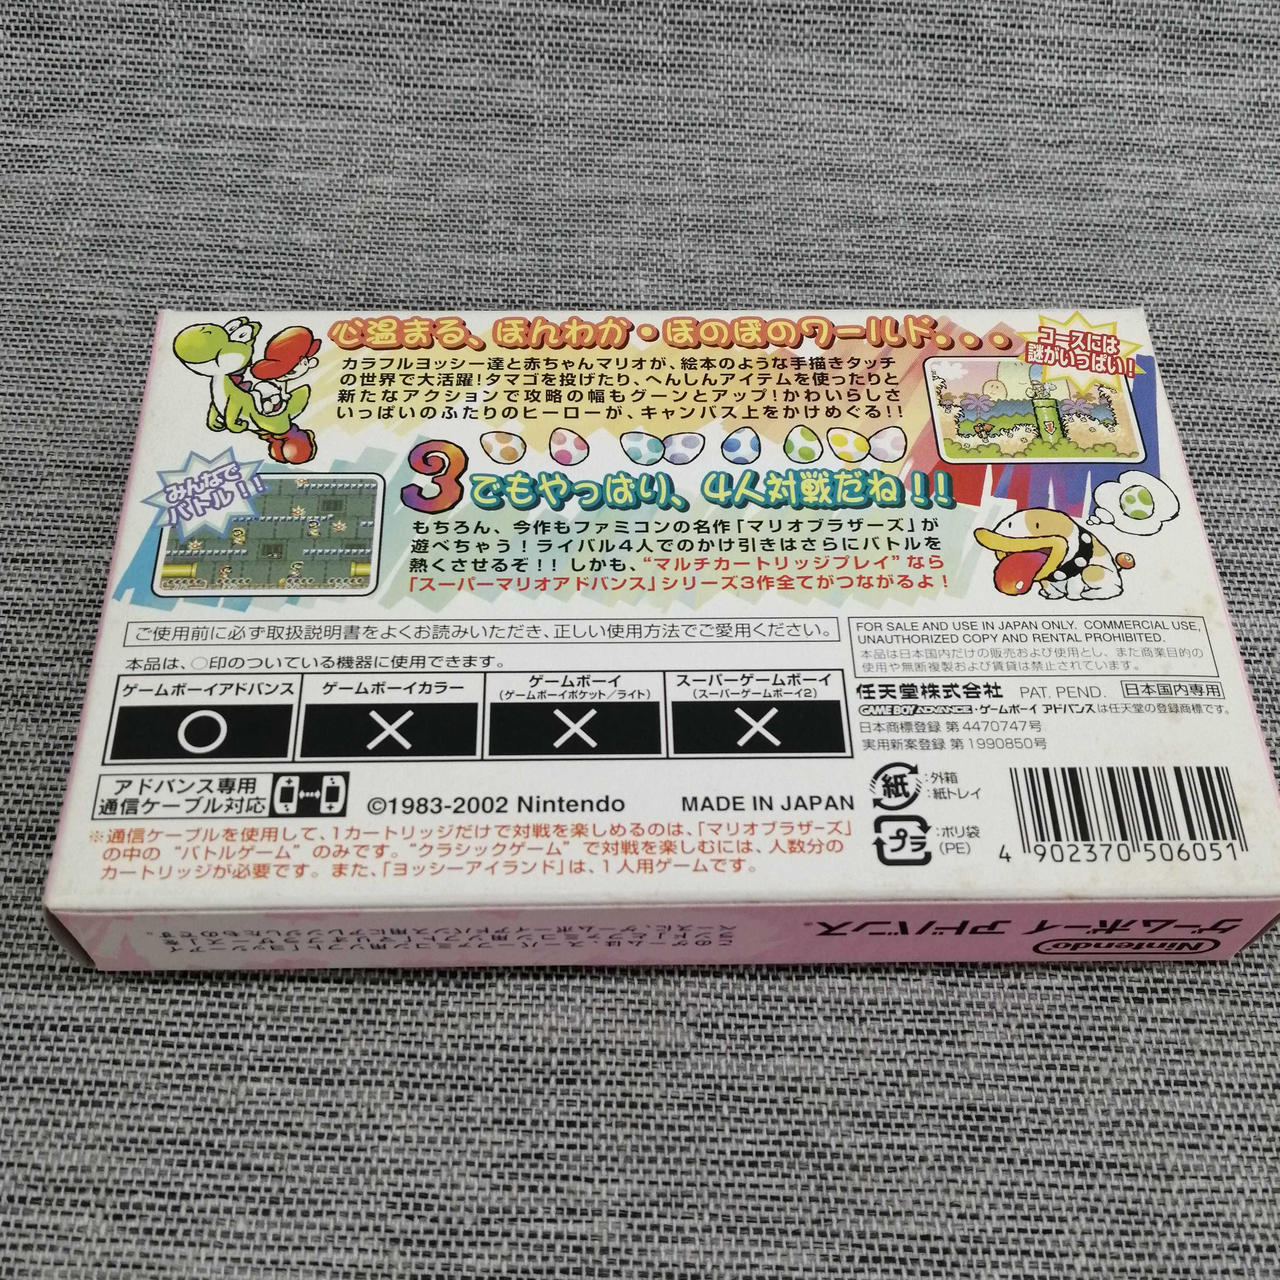 心温まる、ほんわか・ほのぼのワールド...
コースには
謎がいっぱい!
カラフルヨッシー達と赤ちゃんマリオが、絵本のような手描きタッチ
の世界で大活躍!タマゴを投げたり、へんしんアイテムを使ったりと
新たなアクションで攻略の幅もグーンとアップ!かわいらしさ
いっぱいのふたりのヒーローが、キャンバス上をかけめぐる!!
みんなで
バトル!!
3でもやっぱり、4人対戦だね!!
もちろん、今作もファミコンの名作「マリオブラザーズ」が
遊べちゃう!ライバル4人でのかけ引きはさらにバトルを
熱くさせるぞ!!しかも、"マルチカートリッジプレイ"なら
「スーパーマリオアドバンス」シリーズ3作全てがつながるよ!
ご使用前に必ず取扱説明書をよくお読みいただき、正しい使用方法でご愛用ください。
本品は、○印のついている機器に使用できます。
ゲームボーイアドバンス
ゲームボーイカラー
ゲームボーイ
(ゲームボーイポケット/ライト)
スーパーゲームボーイ
(スーパーゲームボーイ2)
○ × × ×
アドバンス専用
通信ケーブル対応
©1983-2002 Nintendo MADE IN JAPAN
※通信ケーブルを使用して、1カートリッジだけで対戦を楽しめるのは、「マリオブラザーズ」
の中の"バトルゲーム"のみです。"クラシックゲーム"で対戦を楽しむには、人数分の
カートリッジが必要です。また、「ヨッシーアイランド」は、1人用ゲームです。
FOR SALE AND USE IN JAPAN ONLY. COMMERCIAL USE,
UNAUTHORIZED COPY AND RENTAL PROHIBITED.
本品は日本国内だけの販売および使用とし、また商業目的の
使用や無断複製および賃貸は禁止されています。
任天堂株式会社 PAT. PEND. 日本国内専用
GAME BOY ADVANCE・ゲームボーイ アドバンスは任天堂の登録商標です。
日本商標登録 第4470747号
実用新案登録 第1990850号
紙 :外箱
:紙トレイ
プラ :ポリ袋
(PE)
4 902370 506051
Nintendo ゲームボーイ アドバンス